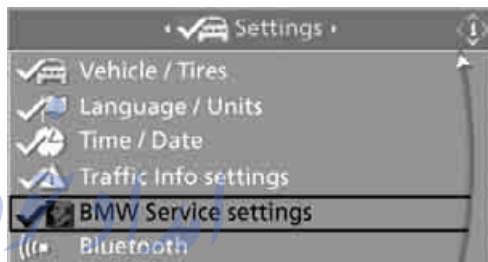 Settings
Vehicle / Tires
Language / Units
Time / Date
Traffic Info settings
BMW Service settings
Bluetooth